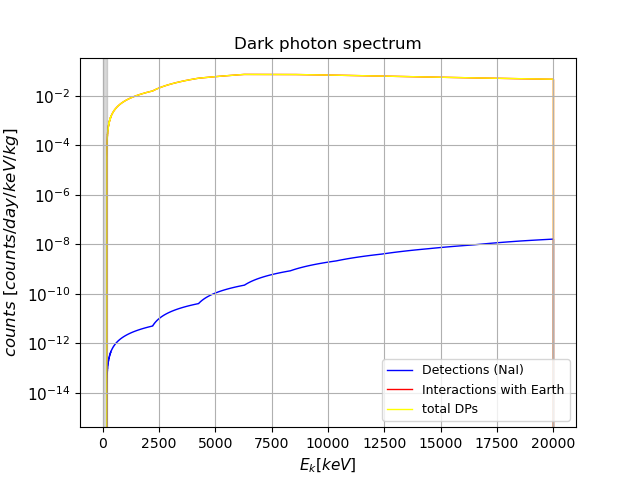 Dark photon spectrum
counts [counts/day/keV/kg]
10⁻²
10⁻⁴
10⁻⁶
10⁻⁸
10⁻¹⁰
10⁻¹²
10⁻¹⁴
Detections (NaI)
Interactions with Earth
total DPs
0 2500 5000 7500 10000 12500 15000 17500 20000
Eₖ[keV]